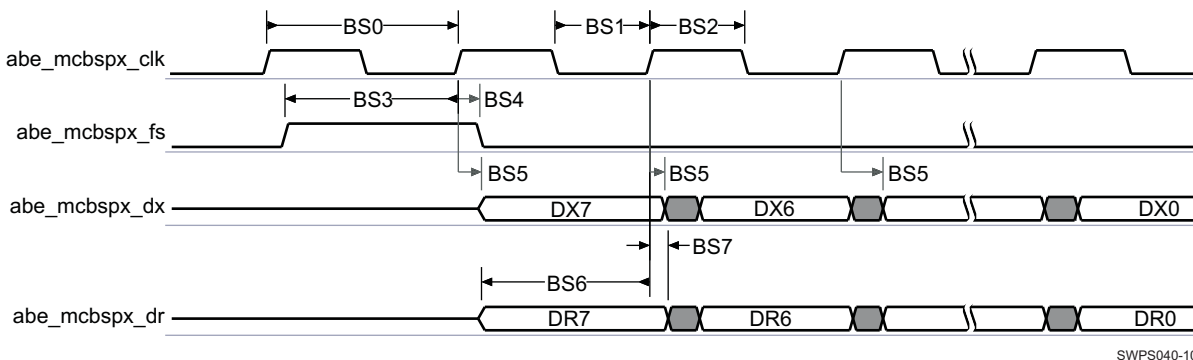 BS0 BS1 BS2
abe_mcbspx_clk
BS3 BS4
abe_mcbspx_fs
BS5 BS5 BS5
abe_mcbspx_dx DX7 DX6 DX0
BS7
BS6
abe_mcbspx_dr DR7 DR6 DR0